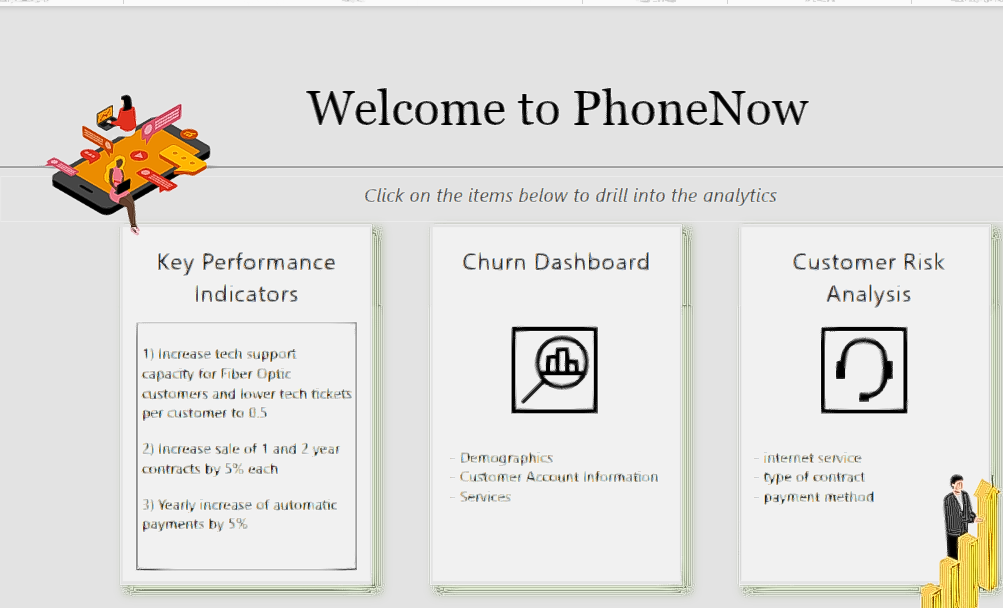 Welcome to PhoneNow
Click on the items below to drill into the analytics
Key Performance
Indicators
1) Increase tech support
capacity for Fiber Optic
customers and lower tech tickets
per customer to 0.5
2) Increase sale of 1 and 2 year
contracts by 5% each
3) Yearly increase of automatic
payments by 5%
Churn Dashboard
- Demographics
- Customer Account Information
- Services
Customer Risk
Analysis
- internet service
- type of contract
- payment method